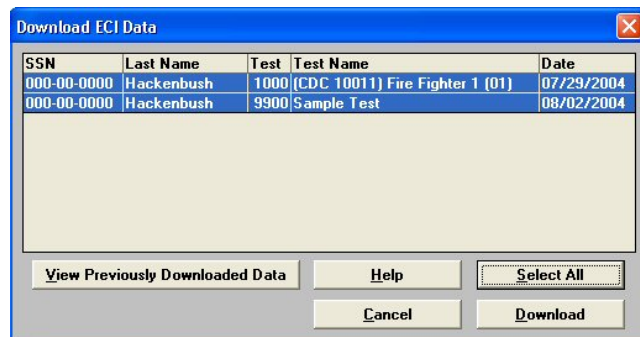 Download ECI Data
SSN Last Name Test Test Name Date
000-00-0000 Hackenbush 1000 (CDC 10011) Fire Fighter 1 (01) 07/29/2004
000-00-0000 Hackenbush 9900 Sample Test 08/02/2004
View Previously Downloaded Data Help Select All
Cancel Download